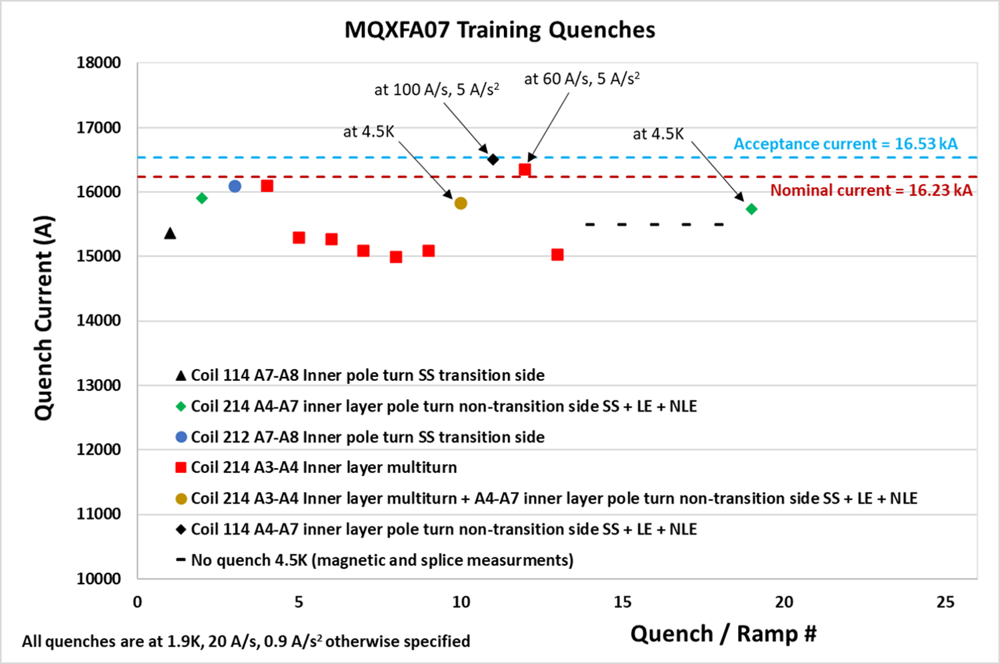 MQXFA07 Training Quenches
18000
17000
16000
15000
14000
13000
12000
11000
10000
Quench Current (A)
at 100 A/s, 5 A/s²
at 60 A/s, 5 A/s²
at 4.5K
at 4.5K
Acceptance current = 16.53 kA
Nominal current = 16.23 kA
Coil 114 A7-A8 Inner pole turn SS transition side
Coil 214 A4-A7 inner layer pole turn non-transition side SS + LE + NLE
Coil 212 A7-A8 Inner pole turn SS transition side
Coil 214 A3-A4 Inner layer multiturn
Coil 214 A3-A4 Inner layer multiturn + A4-A7 inner layer pole turn non-transition side SS + LE + NLE
Coil 114 A4-A7 inner layer pole turn non-transition side SS + LE + NLE
No quench 4.5K (magnetic and splice measurments)
0 5 10 15 20 25
Quench / Ramp #
All quenches are at 1.9K, 20 A/s, 0.9 A/s² otherwise specified